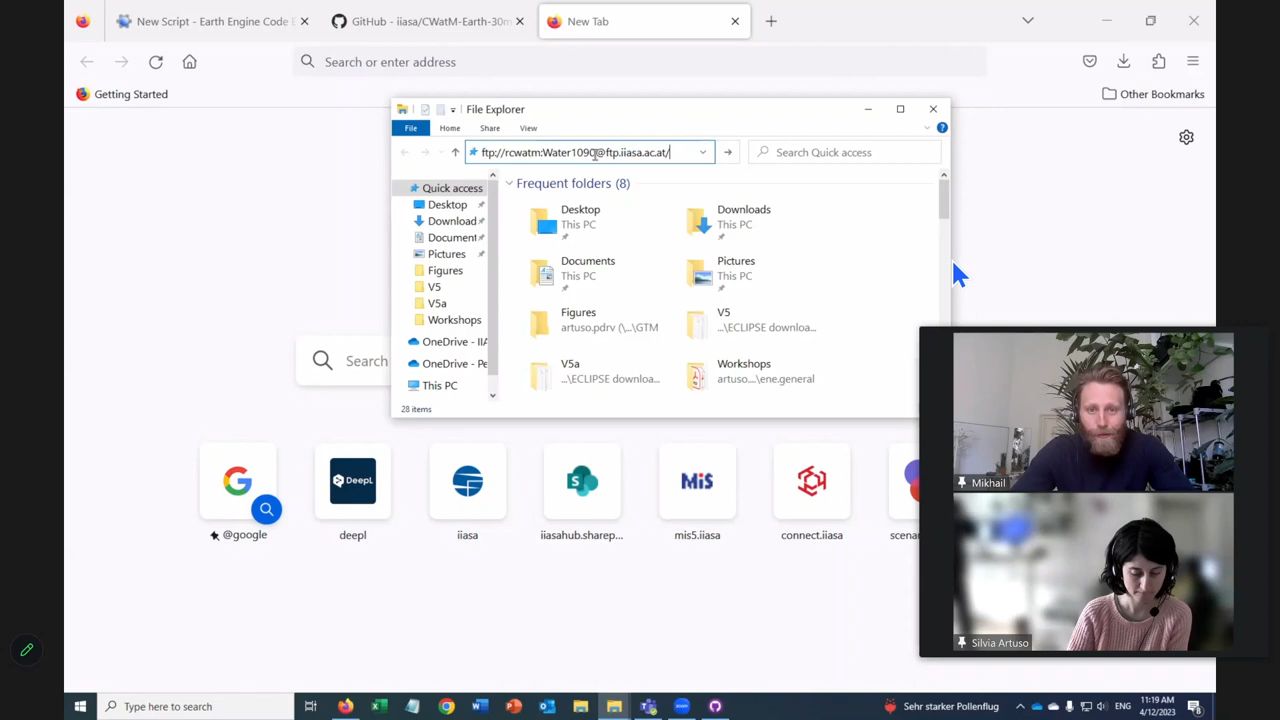 New Script - Earth Engine Code E
GitHub - iiasa/CWatM-Earth-30m
New Tab
Search or enter address
Getting Started
Other Bookmarks
File Explorer
File
Home
Share
View
ftp://rcwatm:Water1090@ftp.iiasa.ac.at/
Search Quick access
Quick access
Desktop
Download
Document
Pictures
Figures
V5
V5a
Workshops
OneDrive - IIA
OneDrive - Pe
This PC
Frequent folders (8)
Desktop
This PC
Downloads
This PC
Documents
This PC
Pictures
This PC
Figures
artuso.pdrv (\...\GTM
V5
...\ECLIPSE downloa...
V5a
...\ECLIPSE downloa...
Workshops
artuso....\ene.general
28 items
Search
DeepL
MiS
@google
deepl
iiasa
iiasahub.sharep...
mis5.iiasa
connect.iiasa
scenar
Mikhail
Silvia Artuso
Type here to search
Sehr starker Pollenflug
ENG
11:19 AM
4/12/2023
8